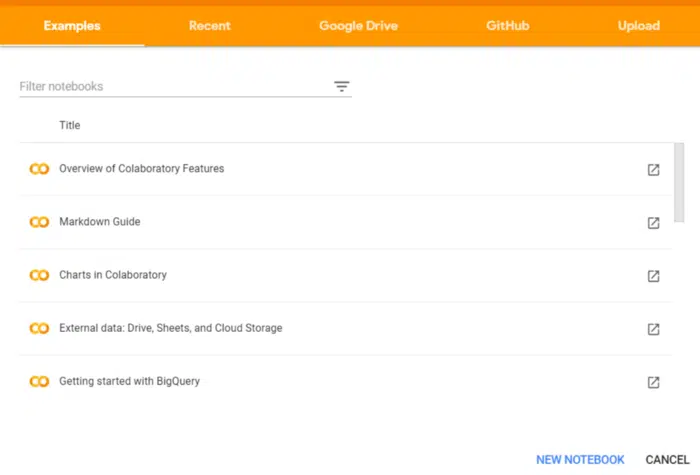 Examples Recent Google Drive GitHub Upload
Filter notebooks
Title
Overview of Colaboratory Features
Markdown Guide
Charts in Colaboratory
External data: Drive, Sheets, and Cloud Storage
Getting started with BigQuery
NEW NOTEBOOK CANCEL